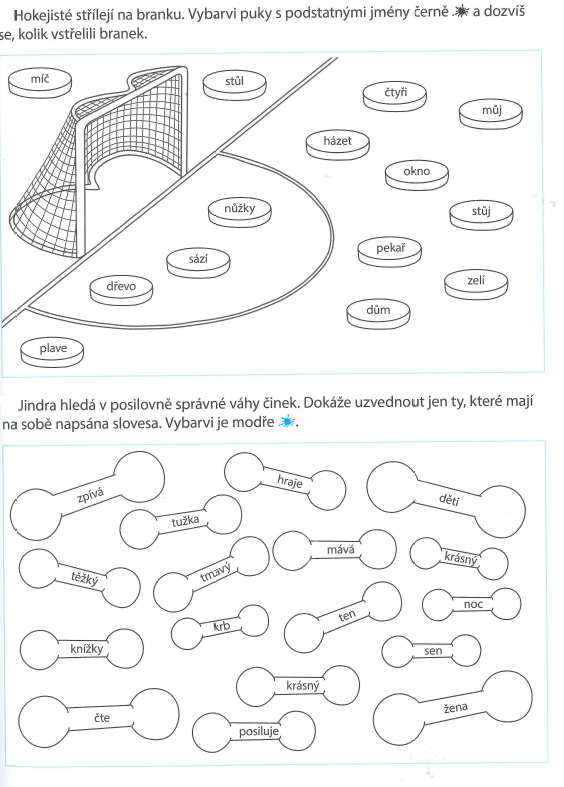 Hokejisté střílejí na branku. Vybarvi puky s podstatnými jmény černě a dozvíš
se, kolik vstřelili branek.
míč
stůl
čtyři
můj
házet
okno
nůžky
stůj
pekař
sází
zelí
dřevo
dům
plave
Jindra hledá v posilovně správné váhy činek. Dokáže uzvednout jen ty, které mají
na sobě napsána slovesa. Vybarvi je modře .
zpívá
hraje
děti
tužka
mává
krásný
těžký
tmavý
noc
krb
ten
knížky
sen
krásný
čte
posiluje
žena